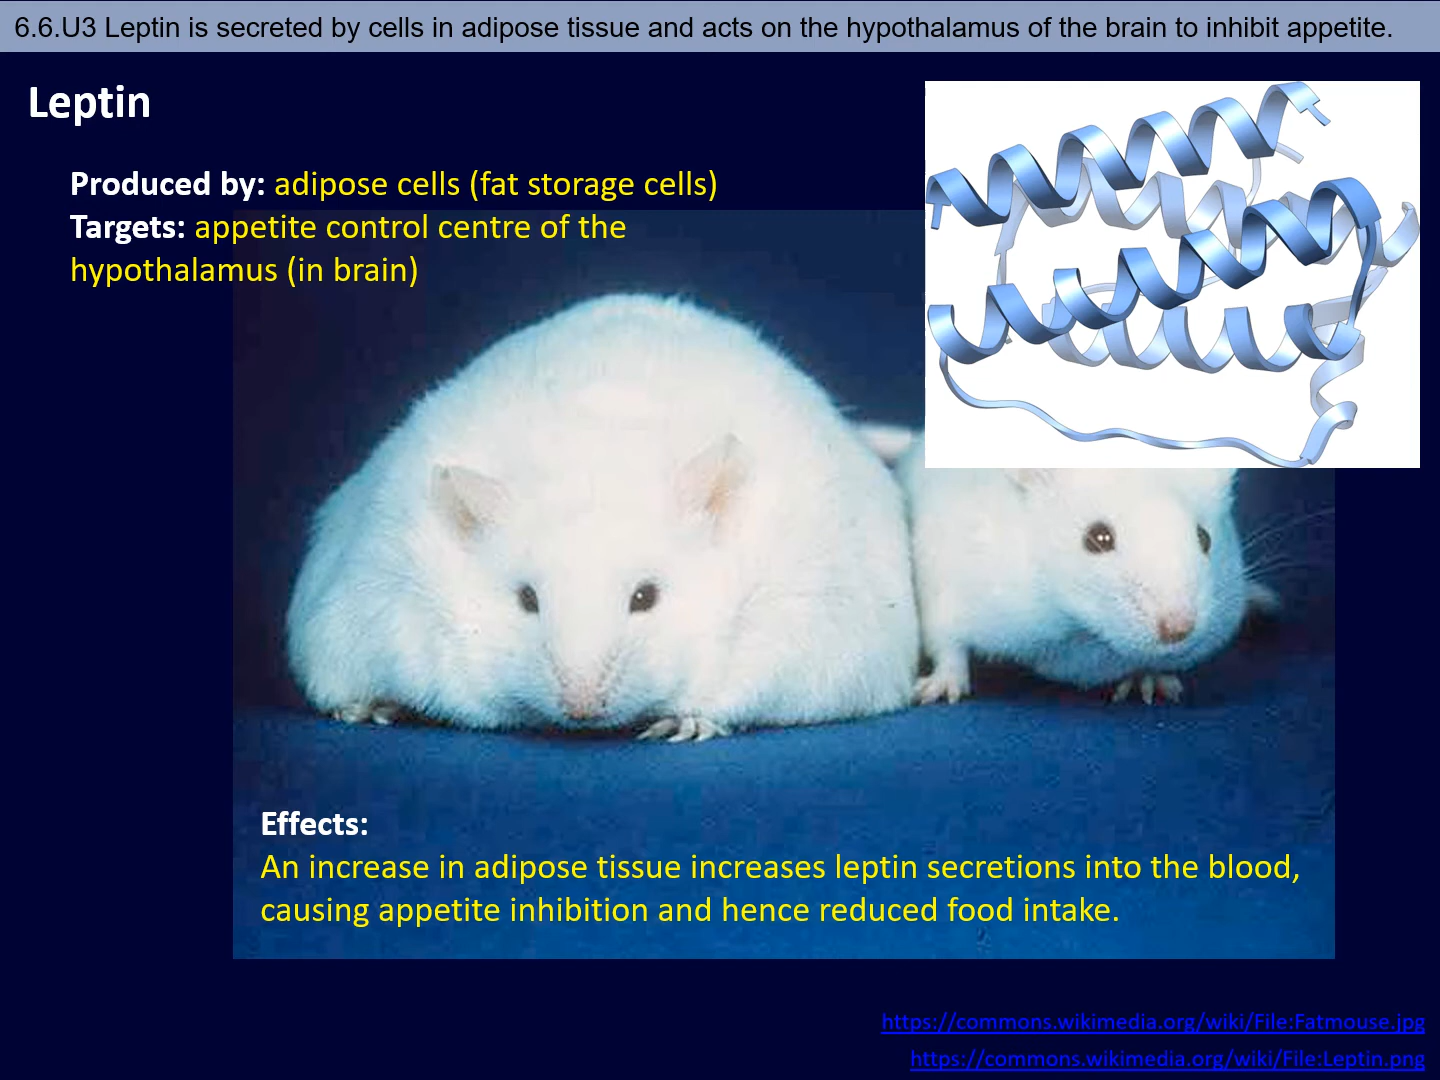 6.6.U3 Leptin is secreted by cells in adipose tissue and acts on the hypothalamus of the brain to inhibit appetite.
Leptin
Produced by: adipose cells (fat storage cells)
Targets: appetite control centre of the
hypothalamus (in brain)
Effects:
An increase in adipose tissue increases leptin secretions into the blood,
causing appetite inhibition and hence reduced food intake.
https://commons.wikimedia.org/wiki/File:Fatmouse.jpg
https://commons.wikimedia.org/wiki/File:Leptin.png